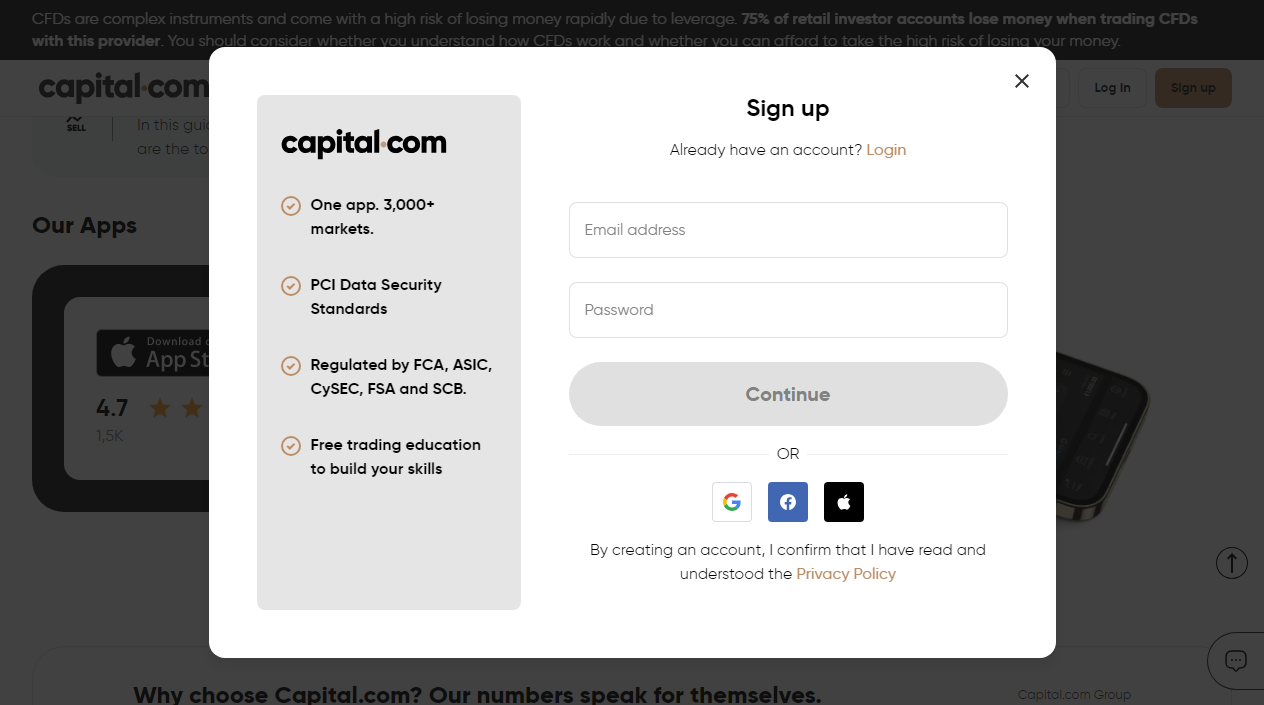 CFDs are complex instruments and come with a high risk of losing money rapidly due to leverage. 75% of retail investor accounts lose money when trading CFDs
with this provider. You should consider whether you understand how CFDs work and whether you can afford to take the high risk of losing your money.
capital.com
Log In
Sign up
SELL
In this guid
are the to
Our Apps
Download o
App St
4.7
1,5K
capital.com
One app. 3,000+
markets.
PCI Data Security
Standards
Regulated by FCA, ASIC,
CySEC, FSA and SCB.
Free trading education
to build your skills
Sign up
Already have an account? Login
Email address
Password
Continue
OR
By creating an account, I confirm that I have read and
understood the Privacy Policy
Why choose Capital.com? Our numbers speak for themselves.
Capital.com Group